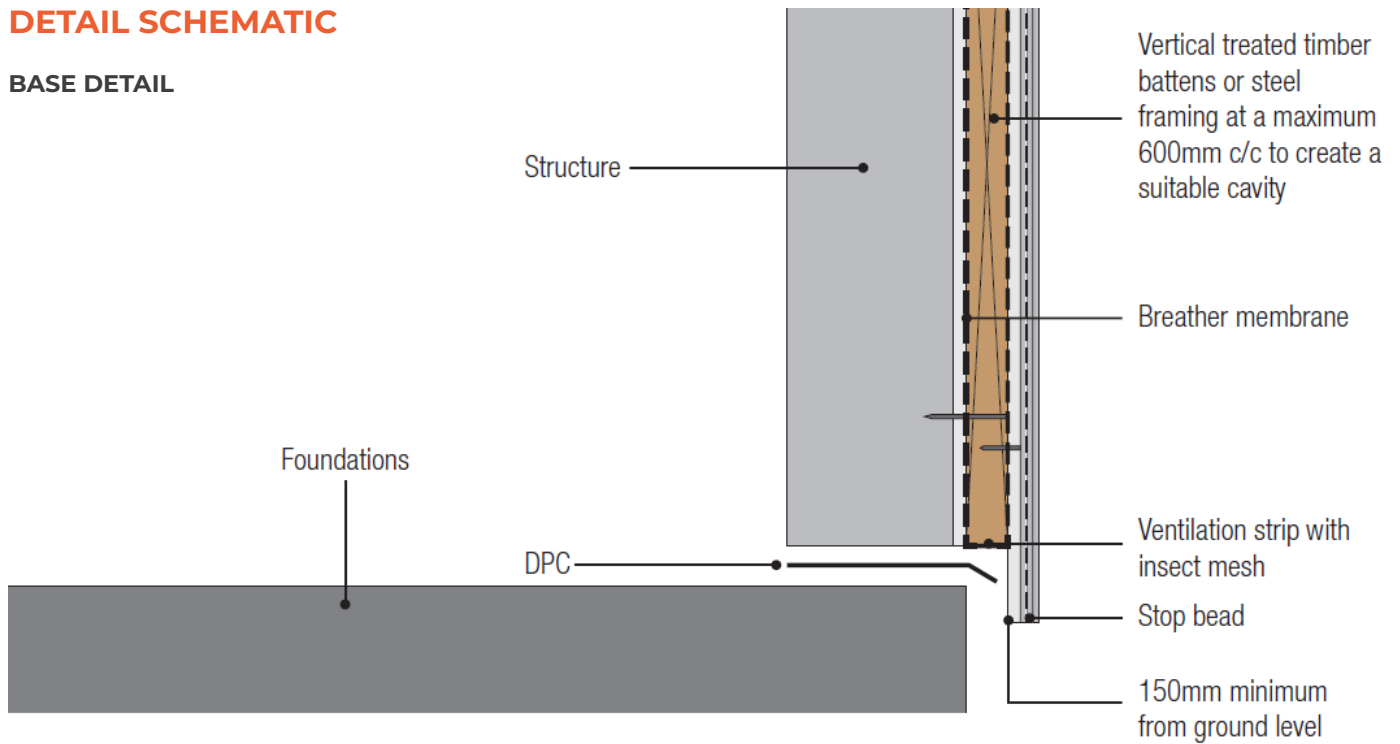 DETAIL SCHEMATIC
BASE DETAIL
Vertical treated timber
battens or steel
framing at a maximum
600mm c/c to create a
suitable cavity
Structure
Breather membrane
Foundations
Ventilation strip with
insect mesh
DPC
Stop bead
150mm minimum
from ground level